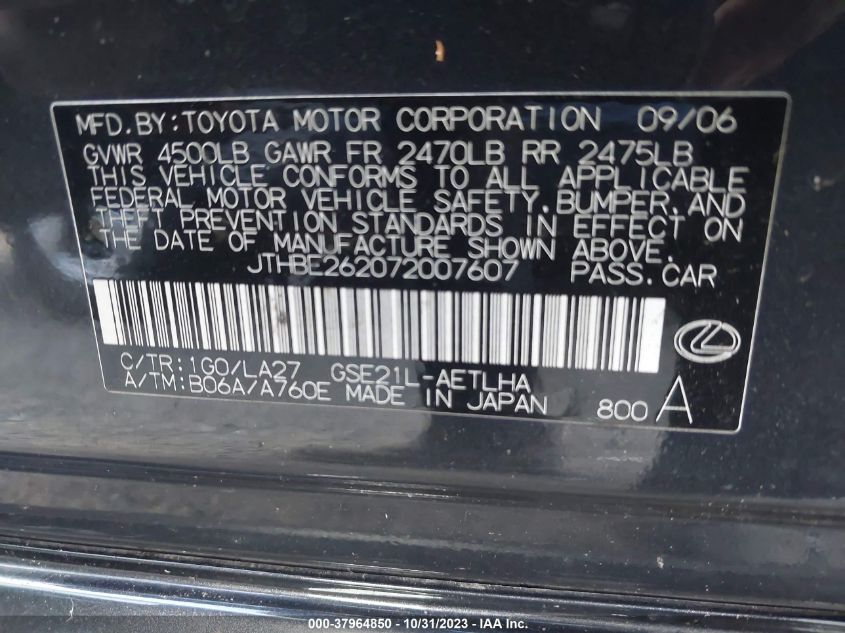 MFD.BY:TOYOTA MOTOR CORPORATION 09/06
GVWR 4500LB GAWR FR 2470LB RR 2475LB
THIS VEHICLE CONFORMS TO ALL APPLICABLE
FEDERAL MOTOR VEHICLE SAFETY,BUMPER,AND
THEFT PREVENTION STANDARDS IN EFFECT ON
THE DATE OF MANUFACTURE SHOWN ABOVE.
JTHBE262072007607 PASS.CAR
C/TR:1G0/LA27 GSE21L-AETLHA
A/TM:B06A/A760E MADE IN JAPAN 800 A
000-37964850 - 10/31/2023 - © IAA Inc.